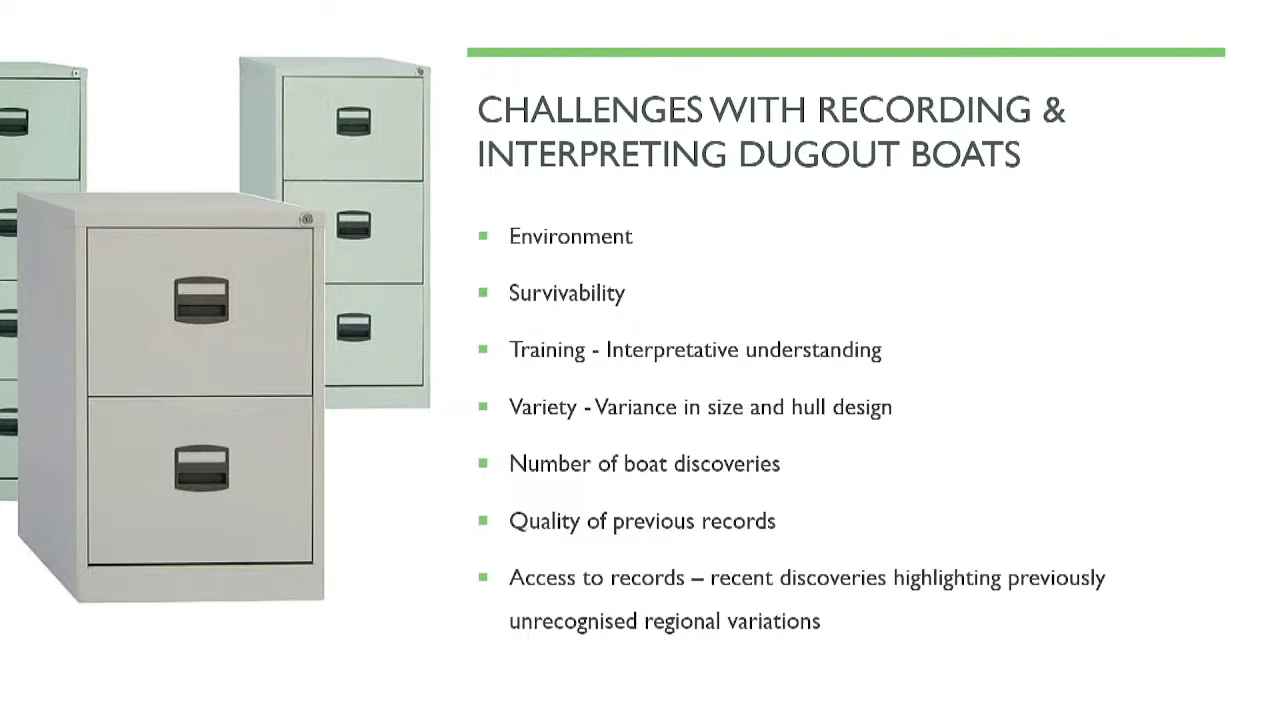 CHALLENGES WITH RECORDING &
INTERPRETING DUGOUT BOATS
Environment
Survivability
Training - Interpretative understanding
Variety - Variance in size and hull design
Number of boat discoveries
Quality of previous records
Access to records – recent discoveries highlighting previously
unrecognised regional variations